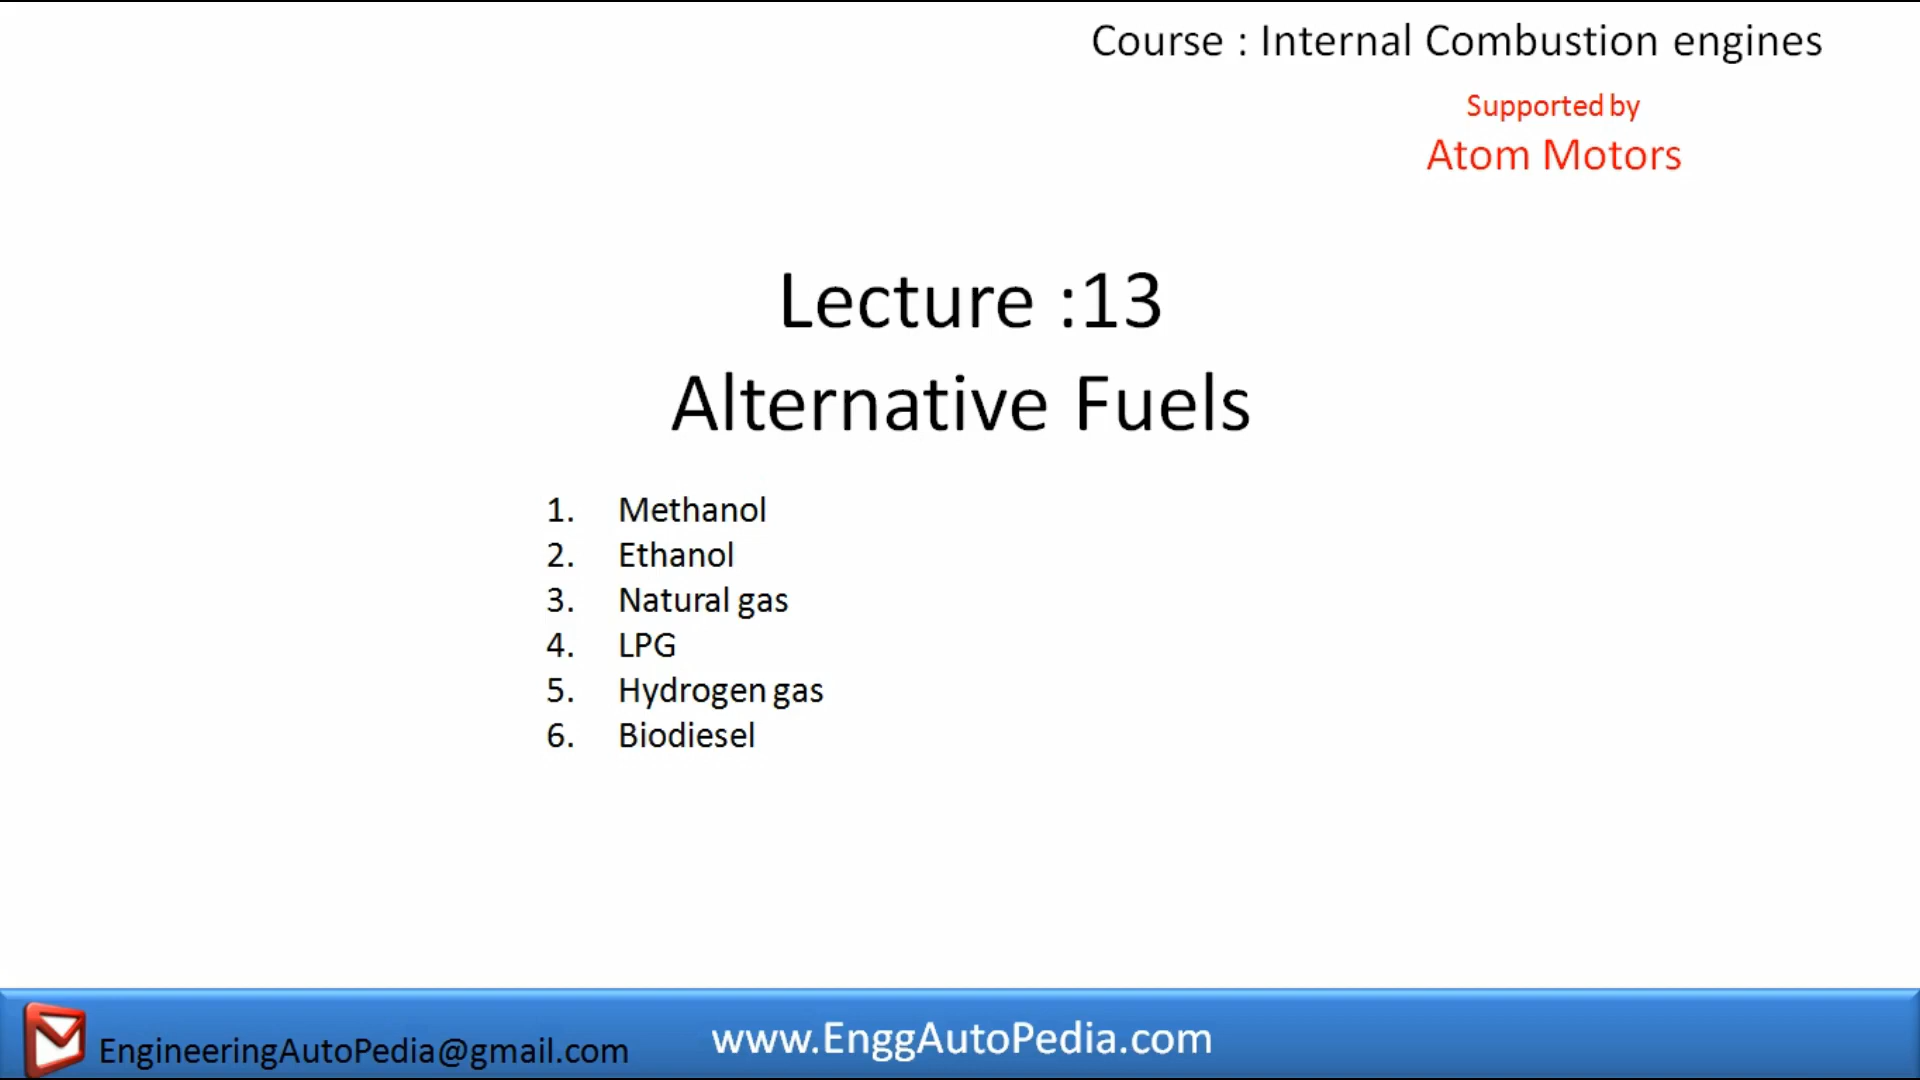 Course : Internal Combustion engines
Supported by
Atom Motors
Lecture :13
Alternative Fuels
1. Methanol
2. Ethanol
3. Natural gas
4. LPG
5. Hydrogen gas
6. Biodiesel
EngineeringAutoPedia@gmail.com
www.EnggAutoPedia.com